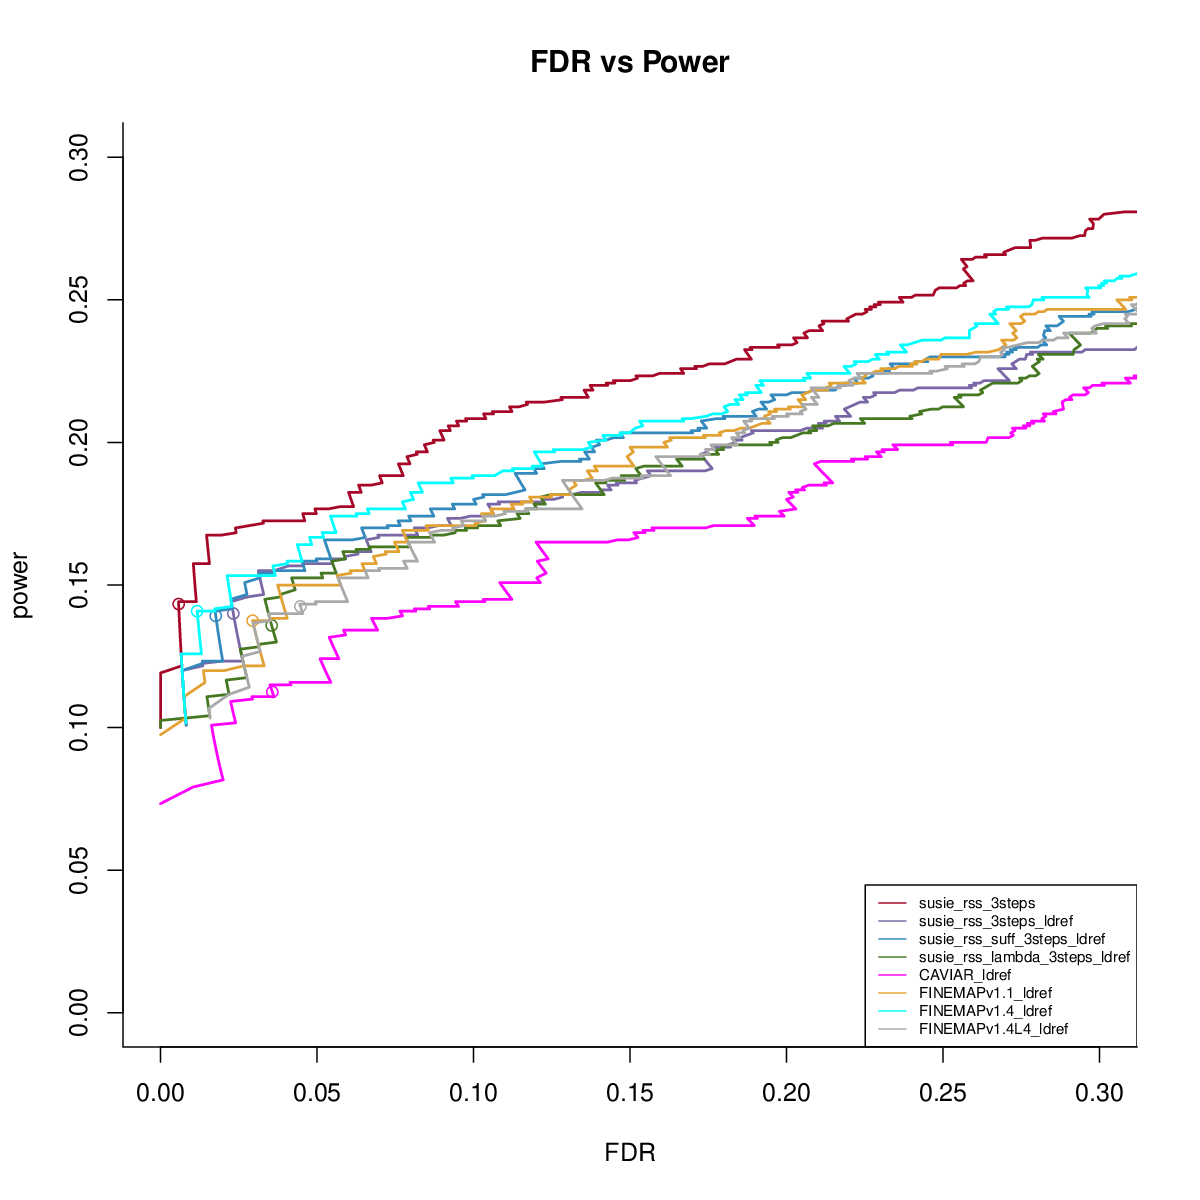 FDR vs Power
power
0.30
0.25
0.20
0.15
0.10
0.05
0.00
susie_rss_3steps
susie_rss_3steps_ldref
susie_rss_suff_3steps_ldref
susie_rss_lambda_3steps_ldref
CAVIAR_ldref
FINEMAPv1.1_ldref
FINEMAPv1.4_ldref
FINEMAPv1.4L4_ldref
0.00 0.05 0.10 0.15 0.20 0.25 0.30
FDR